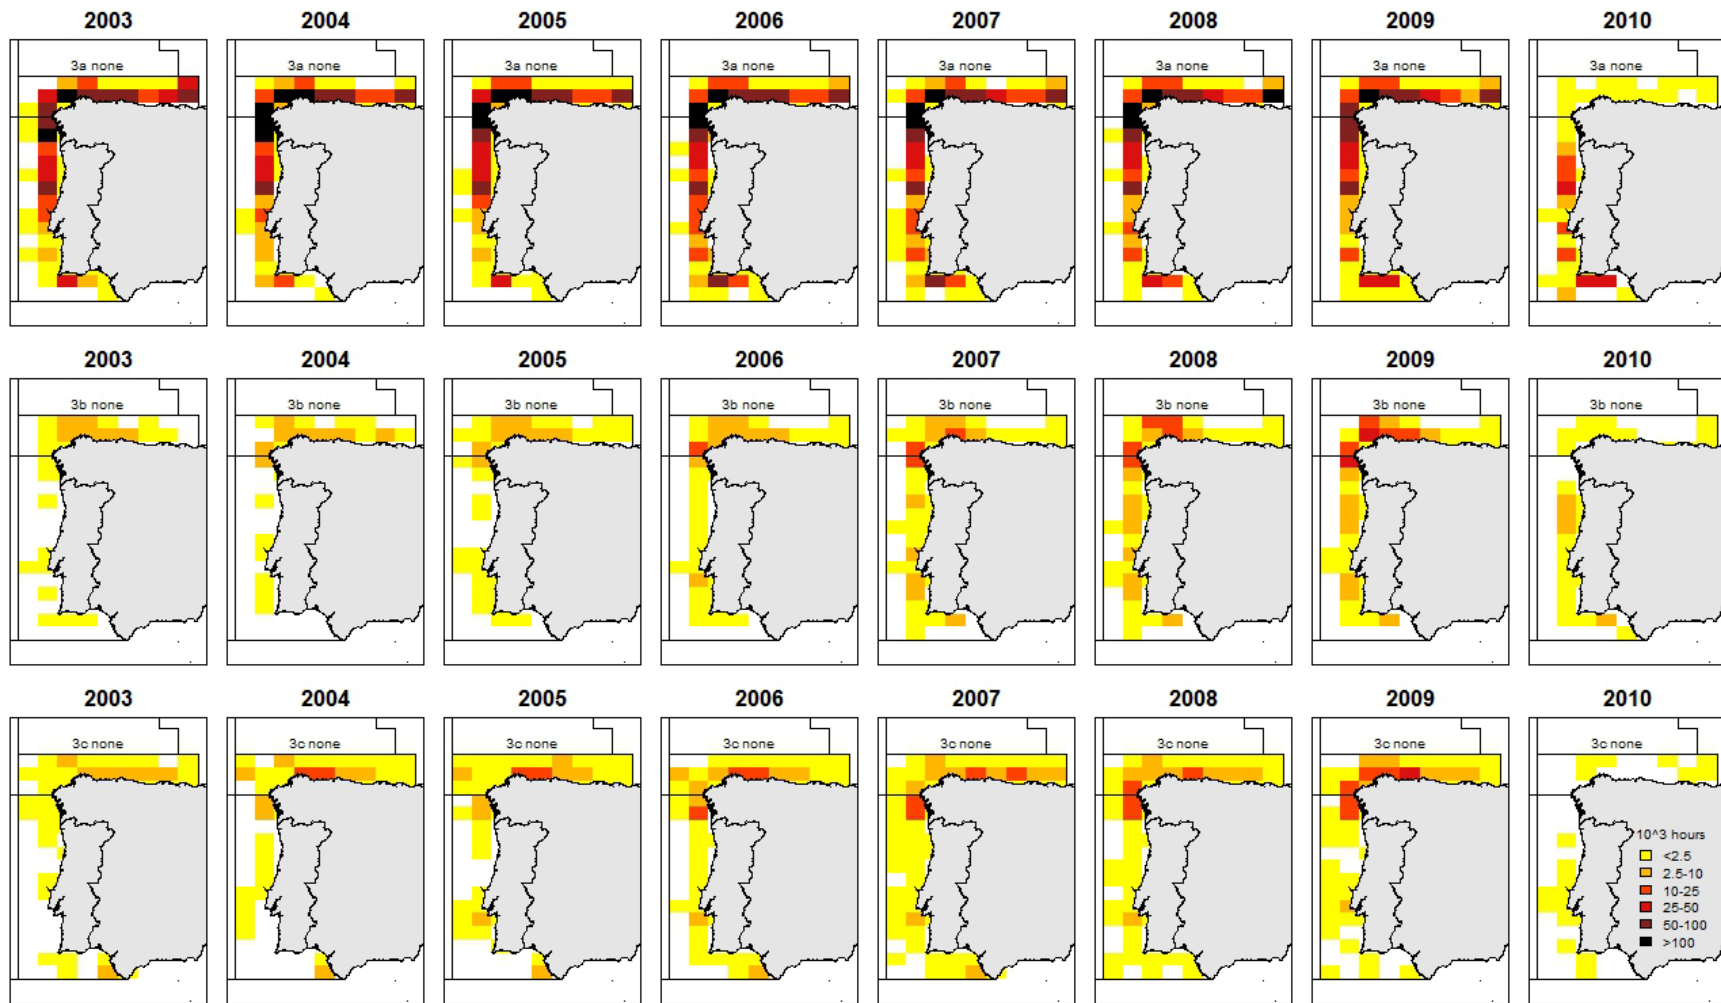 2003 2004 2005 2006 2007 2008 2009 2010
3a none 3a none 3a none 3a none 3a none 3a none 3a none 3a none
2003 2004 2005 2006 2007 2008 2009 2010
3b none 3b none 3b none 3b none 3b none 3b none 3b none 3b none
2003 2004 2005 2006 2007 2008 2009 2010
3c none 3c none 3c none 3c none 3c none 3c none 3c none 3c none
10^3 hours
<2.5
2.5-10
10-25
25-50
50-100
>100